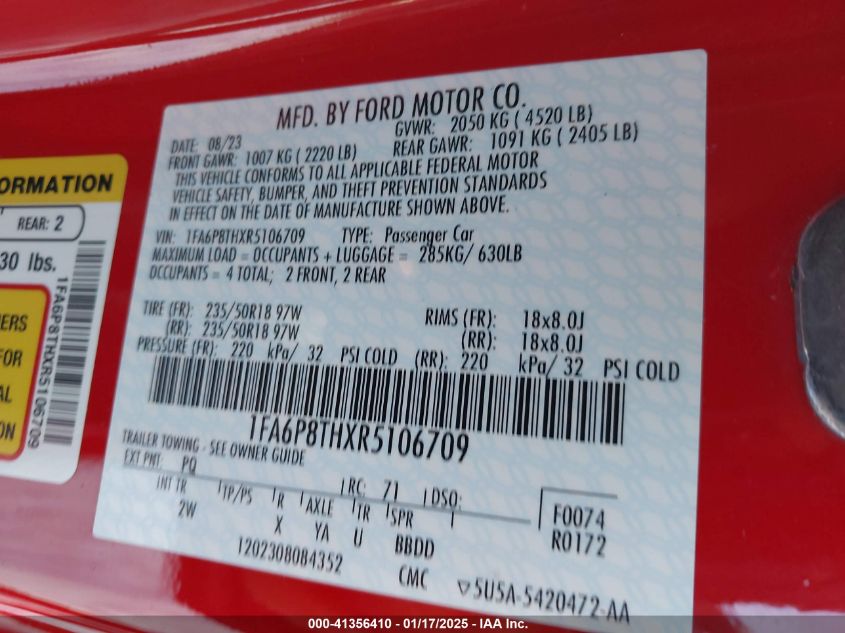 MFD. BY FORD MOTOR CO.
DATE: 08/23 GVWR: 2050 KG ( 4520 LB)
FRONT GAWR: 1007 KG ( 2220 LB) REAR GAWR: 1091 KG ( 2405 LB)
THIS VEHICLE CONFORMS TO ALL APPLICABLE FEDERAL MOTOR
VEHICLE SAFETY, BUMPER, AND THEFT PREVENTION STANDARDS
IN EFFECT ON THE DATE OF MANUFACTURE SHOWN ABOVE.
VIN: 1FA6P8THXR5106709 TYPE: Passenger Car
MAXIMUM LOAD = OCCUPANTS + LUGGAGE = 285KG/ 630LB
OCCUPANTS = 4 TOTAL; 2 FRONT, 2 REAR
TIRE (FR): 235/50R18 97W RIMS (FR): 18x8.0J
(RR): 235/50R18 97W (RR): 18x8.0J
PRESSURE (FR): 220 kPa/ 32 PSI COLD (RR): 220 kPa/ 32 PSI COLD
1FA6P8THXR5106709
TRAILER TOWING - SEE OWNER GUIDE
EXT PNT: PQ RC: 71 DSO:
INT TR TP/PS R AXLE TR SPR
2W X YA U BBDD
F0074
R0172
1202308084352 CMC
5U5A-5420472-AA
ORMATION
REAR: 2
30 lbs.
1FA6P8THXR5106709
ERS
FOR
AL
ON
000-41356410 - 01/17/2025 - IAA Inc.